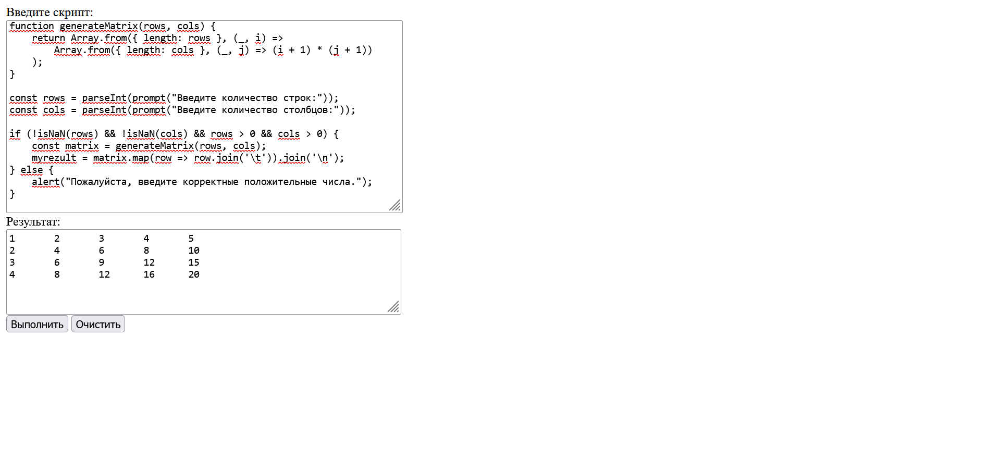 Введите скрипт:
function generateMatrix(rows, cols) {
    return Array.from({ length: rows }, (_, i) =>
        Array.from({ length: cols }, (_, j) => (i + 1) * (j + 1))
    );
}

const rows = parseInt(prompt("Введите количество строк:"));
const cols = parseInt(prompt("Введите количество столбцов:"));

if (!isNaN(rows) && !isNaN(cols) && rows > 0 && cols > 0) {
    const matrix = generateMatrix(rows, cols);
    myrezult = matrix.map(row => row.join('\t')).join('\n');
} else {
    alert("Пожалуйста, введите корректные положительные числа.");
}
Результат:
1	2	3	4	5
2	4	6	8	10
3	6	9	12	15
4	8	12	16	20
Выполнить Очистить